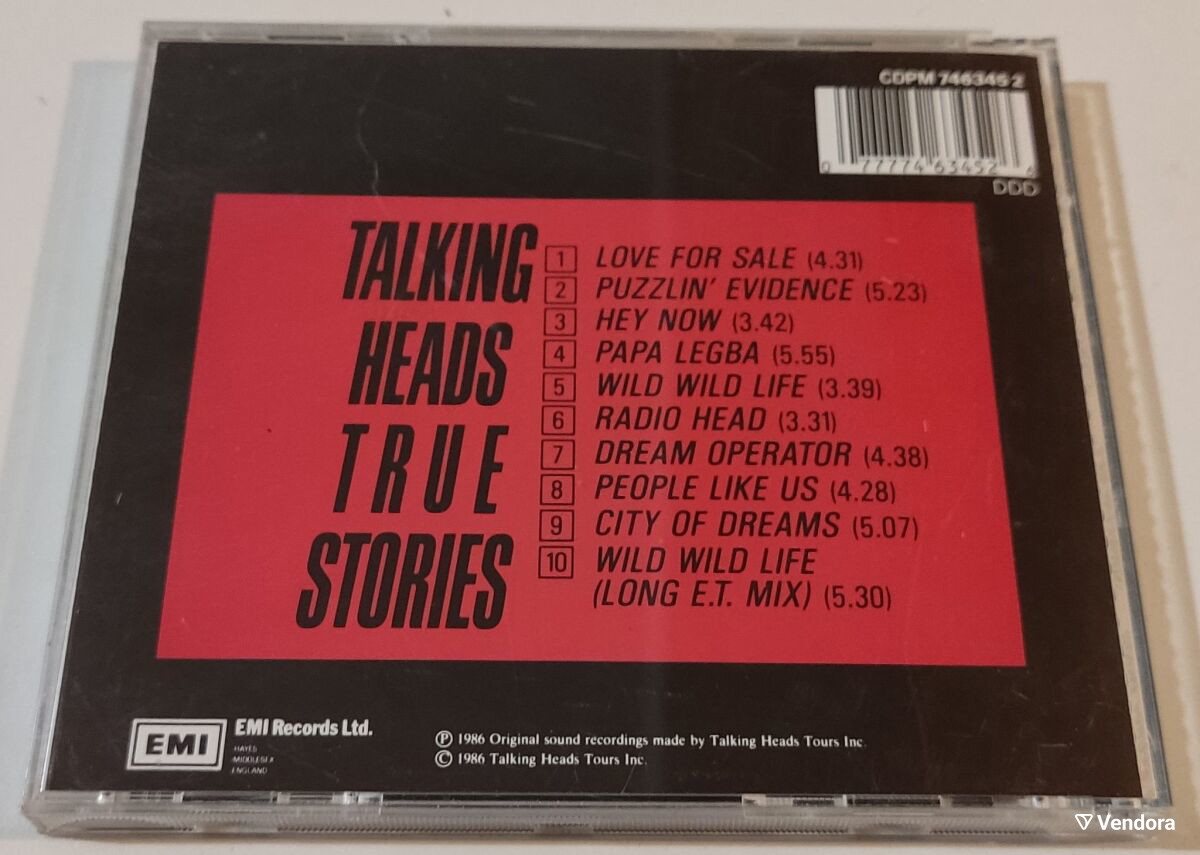 CDPM 746345 2
0 77774 63452 6
DDD
TALKING
HEADS
TRUE
STORIES
1 LOVE FOR SALE (4.31)
2 PUZZLIN' EVIDENCE (5.23)
3 HEY NOW (3.42)
4 PAPA LEGBA (5.55)
5 WILD WILD LIFE (3.39)
6 RADIO HEAD (3.31)
7 DREAM OPERATOR (4.38)
8 PEOPLE LIKE US (4.28)
9 CITY OF DREAMS (5.07)
10 WILD WILD LIFE
(LONG E.T. MIX) (5.30)
EMI
EMI Records Ltd.
HAYES
MIDDLESEX
ENGLAND
℗ 1986 Original sound recordings made by Talking Heads Tours Inc.
© 1986 Talking Heads Tours Inc.
Vendora